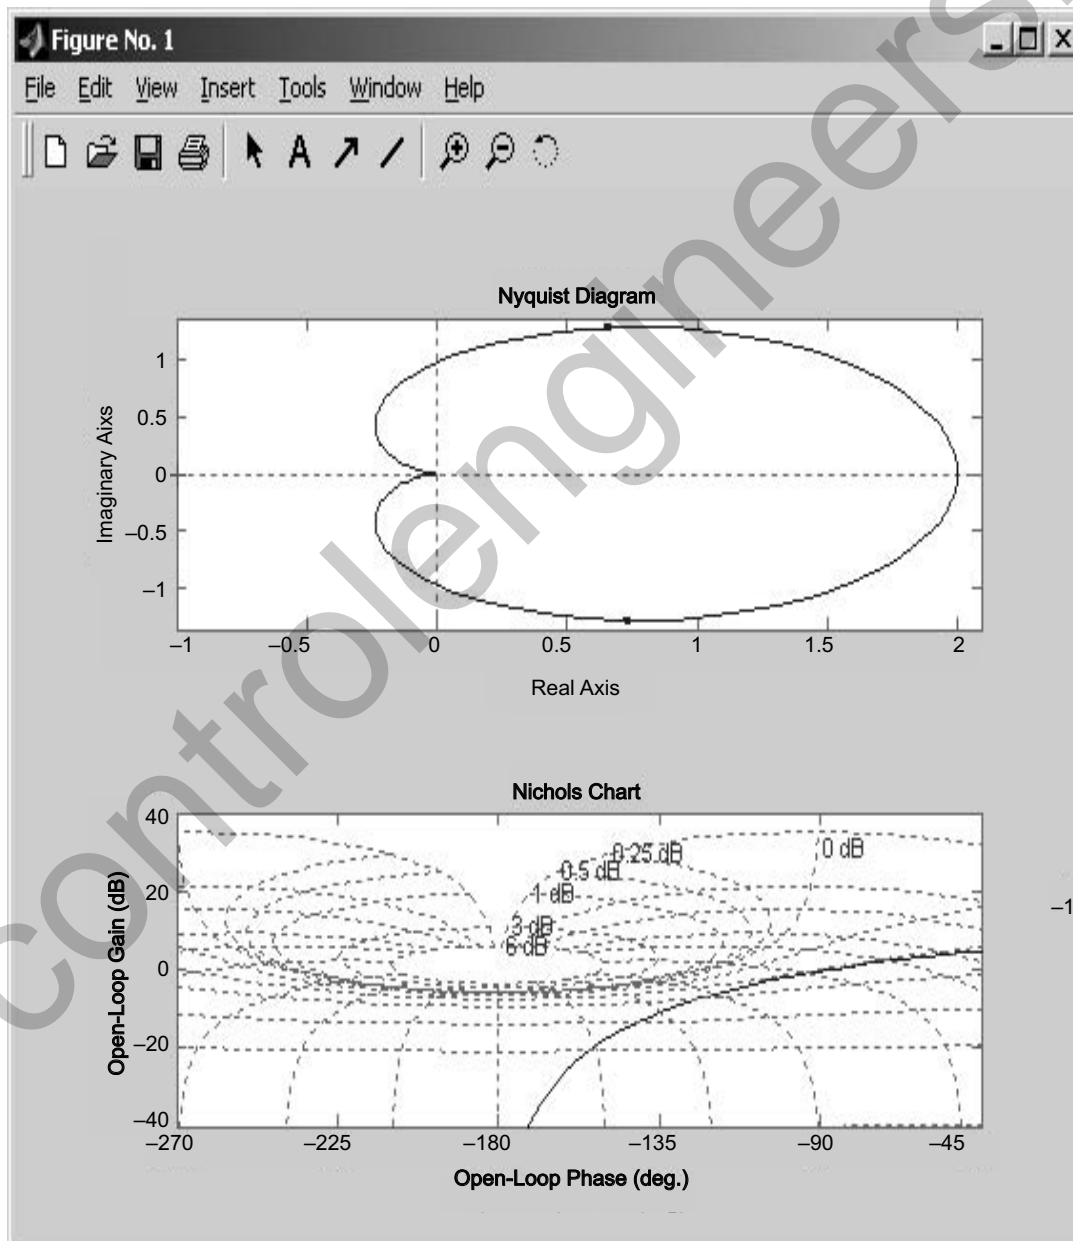 Figure No. 1
File Edit View Insert Tools Window Help
A
Nyquist Diagram
1
0.5
0
–0.5
–1
Imaginary Aixs
–1 –0.5 0 0.5 1 1.5 2
Real Axis
Nichols Chart
40
20
0
–20
–40
Open-Loop Gain (dB)
0 dB
0.25 dB
0.5 dB
1 dB
3 dB
6 dB
–1
–270 –225 –180 –135 –90 –45
Open-Loop Phase (deg.)
controlengineers